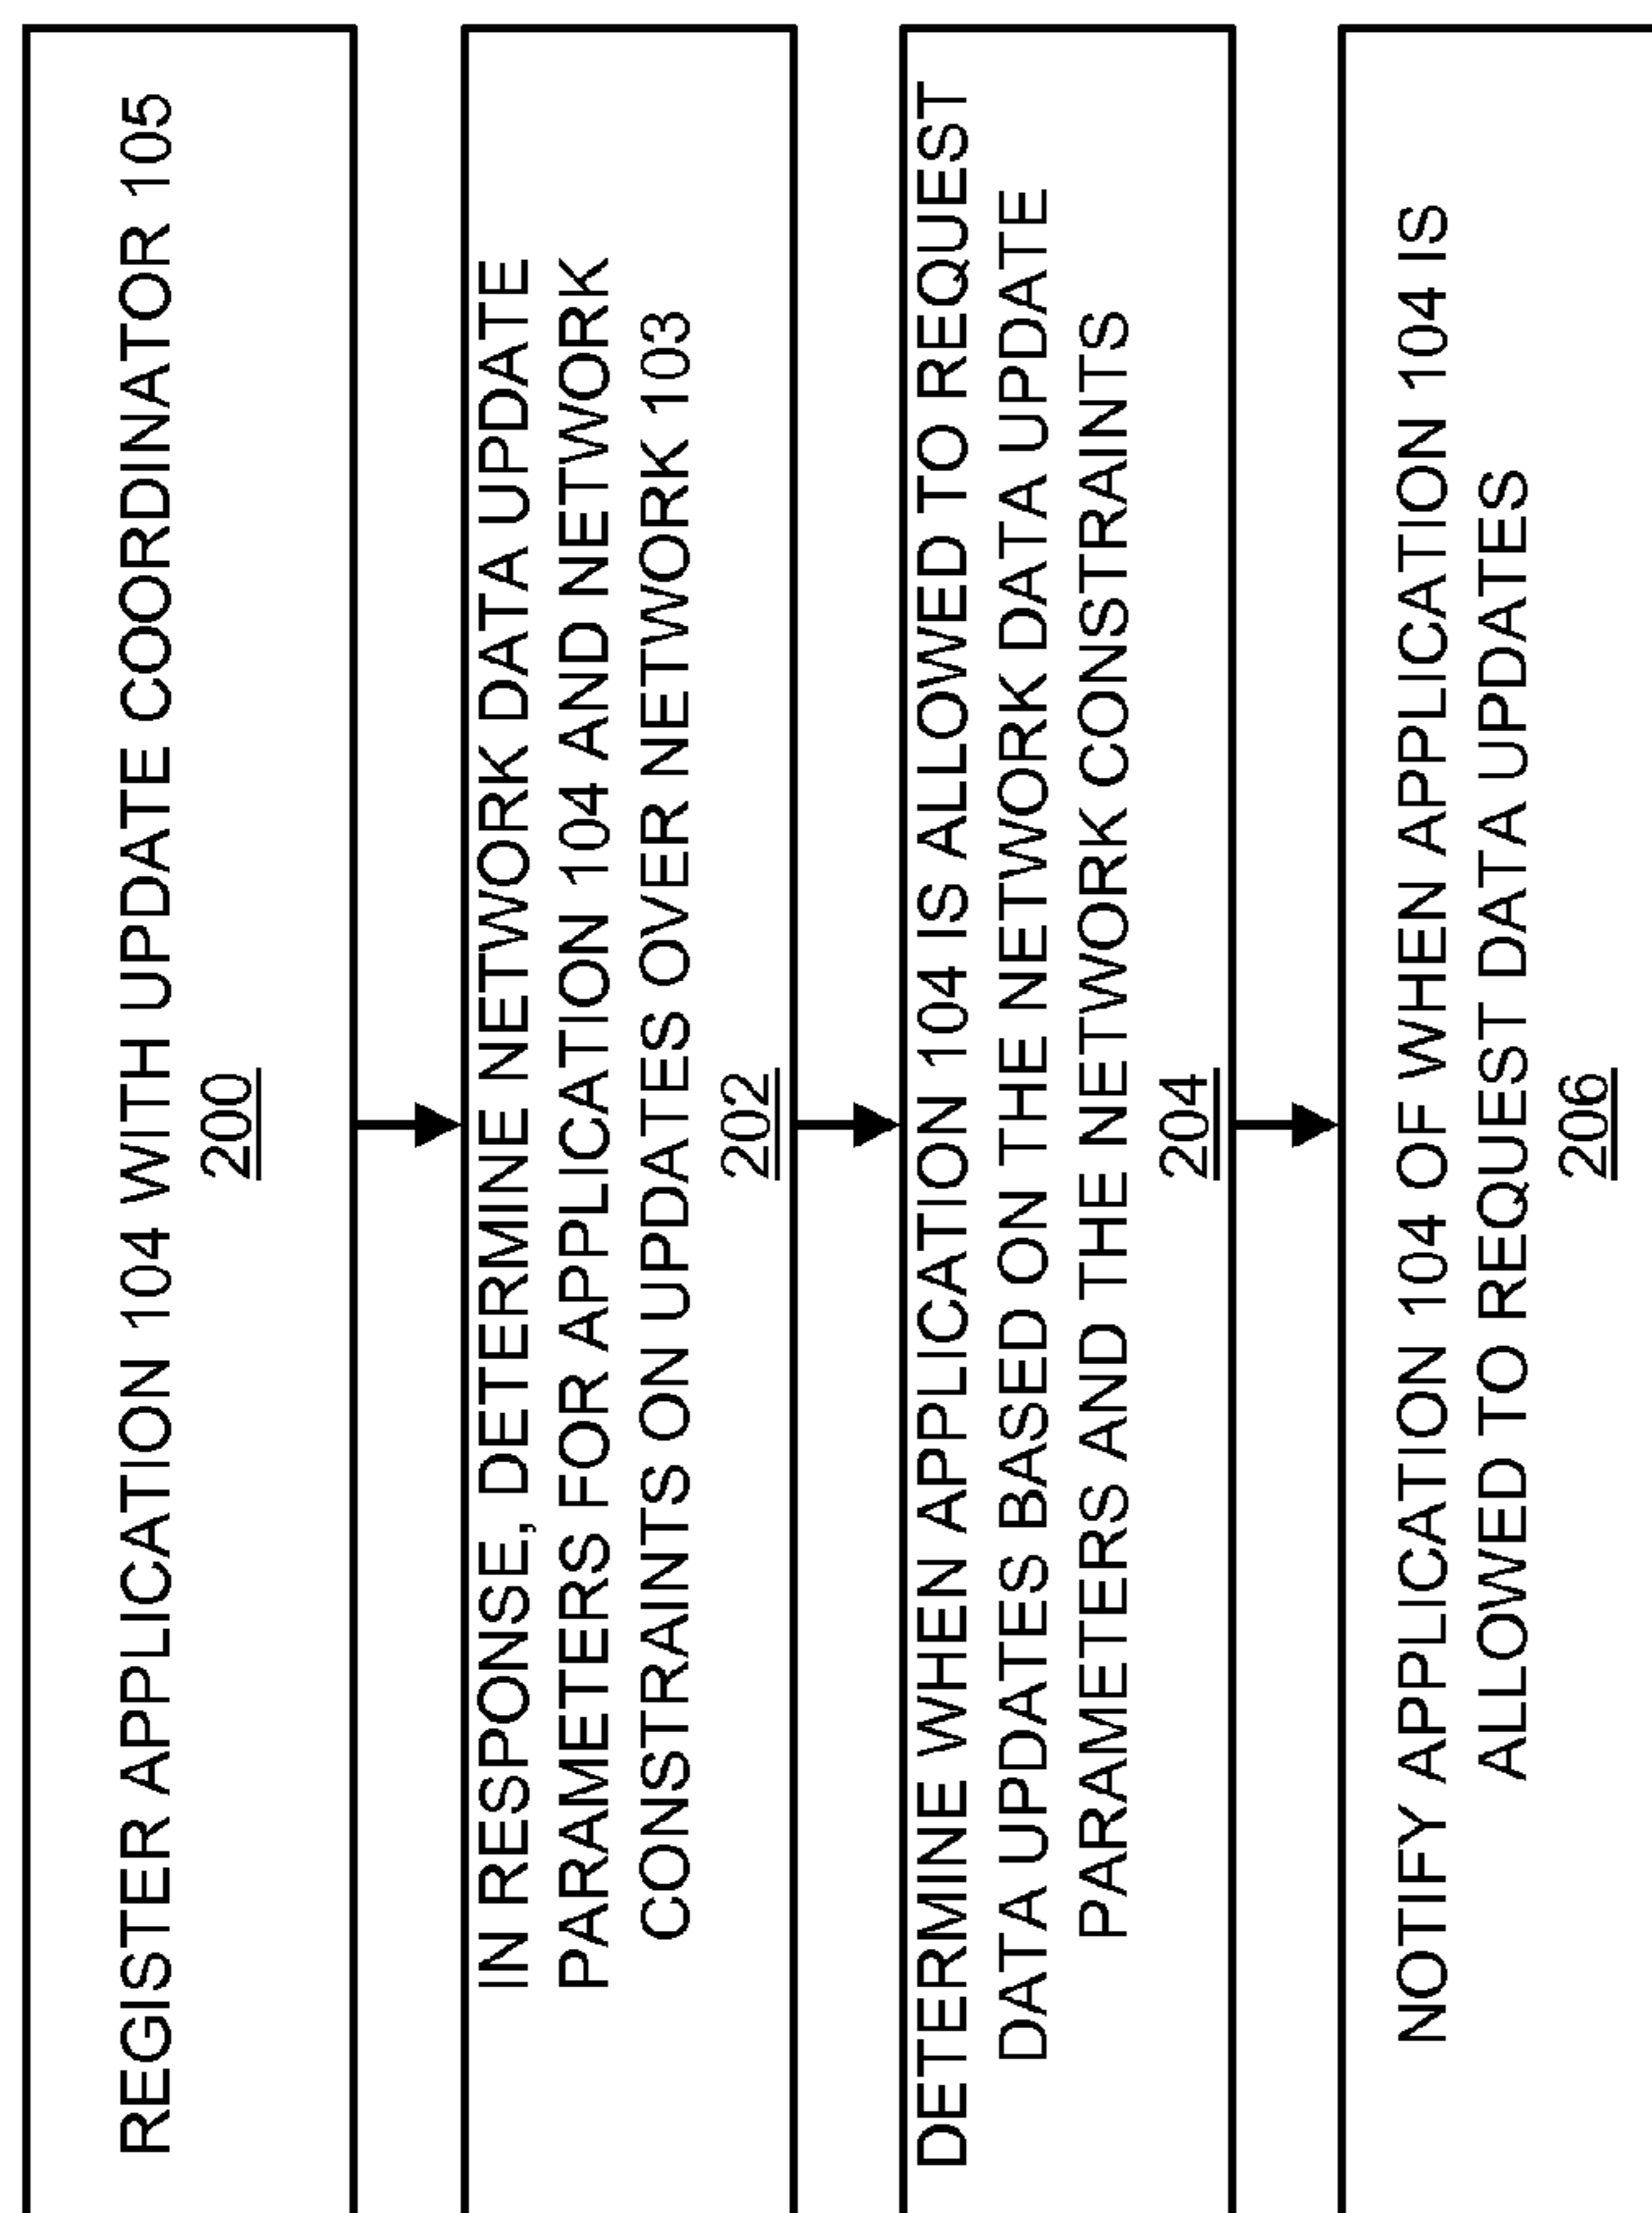 REGISTER APPLICATION 104 WITH UPDATE COORDINATOR 105
200
IN RESPONSE, DETERMINE NETWORK DATA UPDATE
PARAMETERS FOR APPLICATION 104 AND NETWORK
CONSTRAINTS ON UPDATES OVER NETWORK 103
202
DETERMINE WHEN APPLICATION 104 IS ALLOWED TO REQUEST
DATA UPDATES BASED ON THE NETWORK DATA UPDATE
PARAMETERS AND THE NETWORK CONSTRAINTS
204
NOTIFY APPLICATION 104 OF WHEN APPLICATION 104 IS
ALLOWED TO REQUEST DATA UPDATES
206